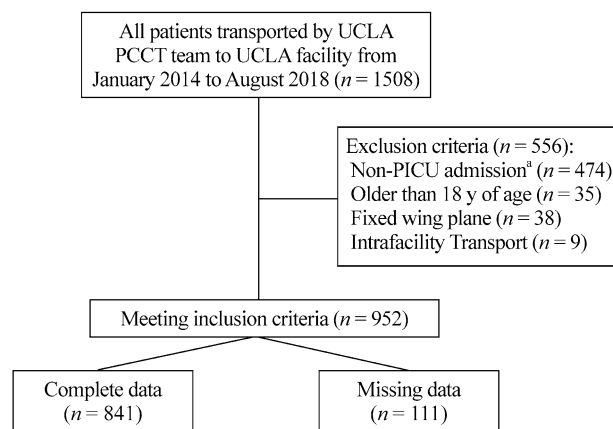 All patients transported by UCLA
PCCT team to UCLA facility from
January 2014 to August 2018 (n = 1508)
Exclusion criteria (n = 556):
Non-PICU admissionᵃ (n = 474)
Older than 18 y of age (n = 35)
Fixed wing plane (n = 38)
Intrafacility Transport (n = 9)
Meeting inclusion criteria (n = 952)
Complete data
(n = 841)
Missing data
(n = 111)